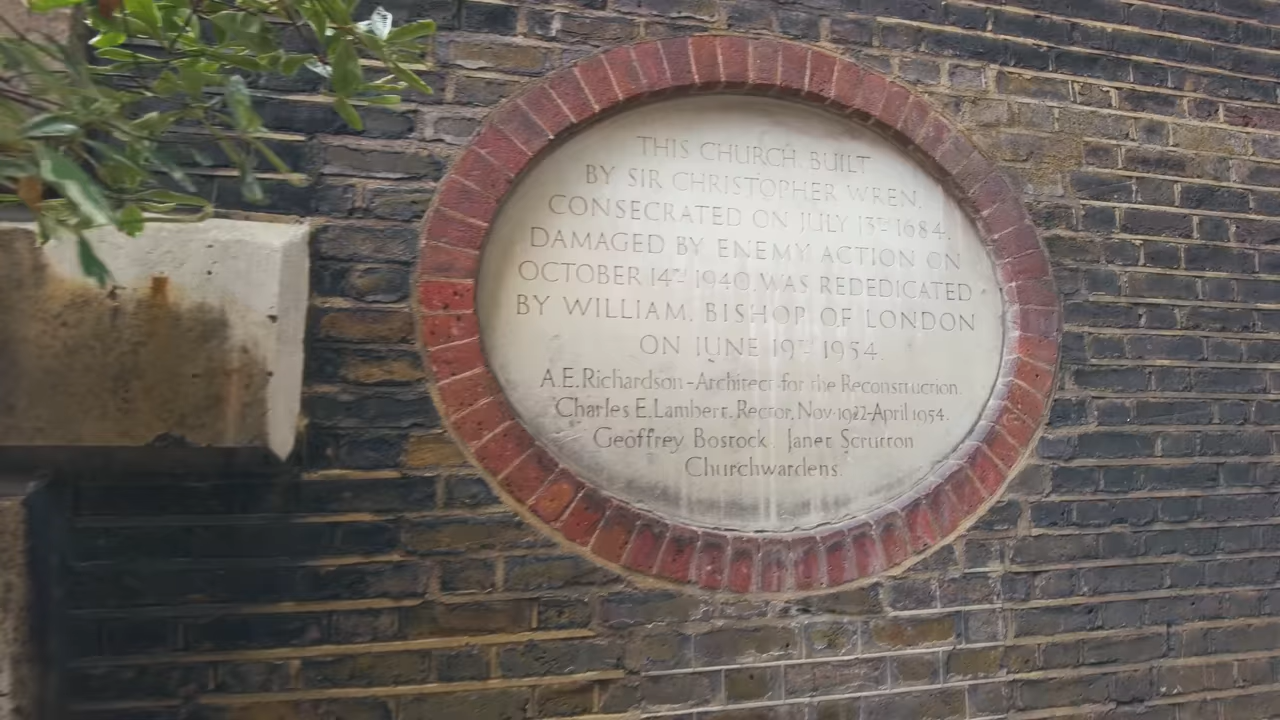 THIS CHURCH, BUILT
BY SIR CHRISTOPHER WREN,
CONSECRATED ON JULY 13TH 1684,
DAMAGED BY ENEMY ACTION ON
OCTOBER 14TH 1940, WAS REDEDICATED
BY WILLIAM, BISHOP OF LONDON
ON JUNE 19TH 1954.
A.E.Richardson-Architect for the Reconstruction.
Charles E.Lambert, Rector, Nov. 1922-April 1954.
Geoffrey Bostock, Janet Scrutton
Churchwardens.